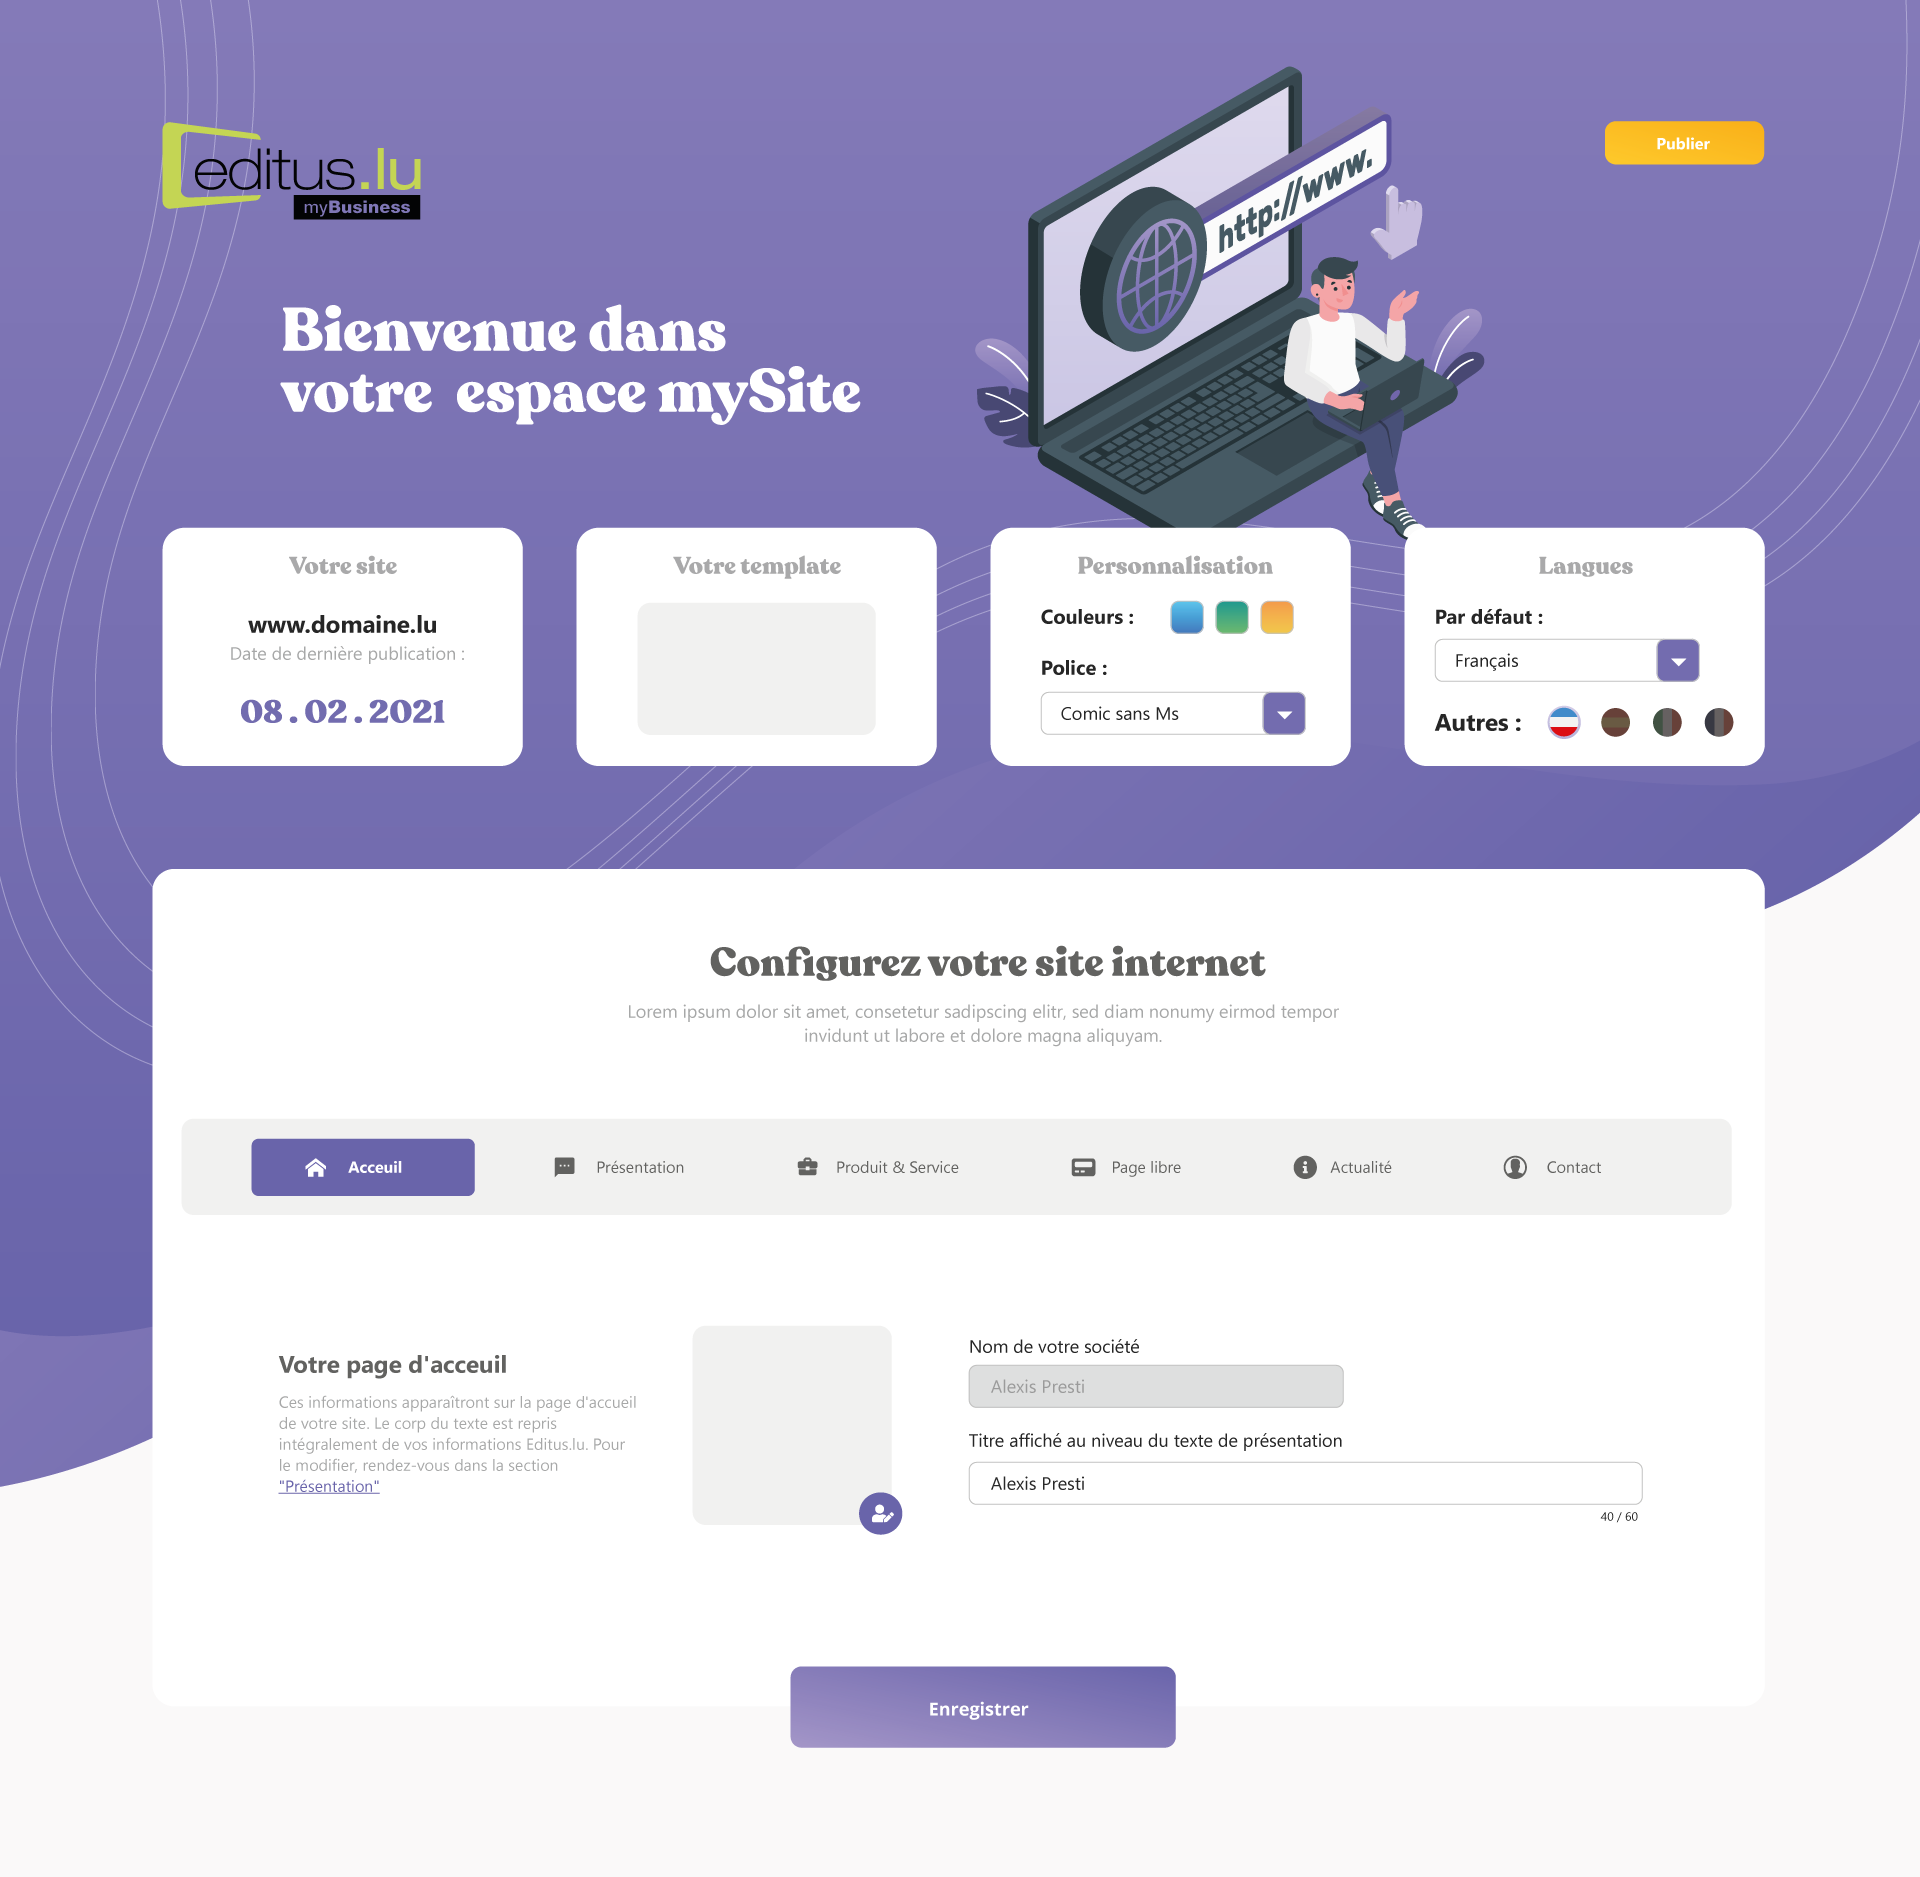 editus.lu
myBusiness
http://www.
Publier
Bienvenue dans
votre espace mySite
Votre site
www.domaine.lu
Date de dernière publication :
08 . 02 . 2021
Votre template
Personnalisation
Couleurs :
Police :
Comic sans Ms
Langues
Par défaut :
Français
Autres :
Configurez votre site internet
Lorem ipsum dolor sit amet, consetetur sadipscing elitr, sed diam nonumy eirmod tempor
invidunt ut labore et dolore magna aliquyam.
Acceuil
Présentation
Produit & Service
Page libre
Actualité
Contact
Votre page d'acceuil
Ces informations apparaîtront sur la page d'accueil
de votre site. Le corp du texte est repris
intégralement de vos informations Editus.lu. Pour
le modifier, rendez-vous dans la section
"Présentation"
Nom de votre société
Alexis Presti
Titre affiché au niveau du texte de présentation
Alexis Presti
40 / 60
Enregistrer